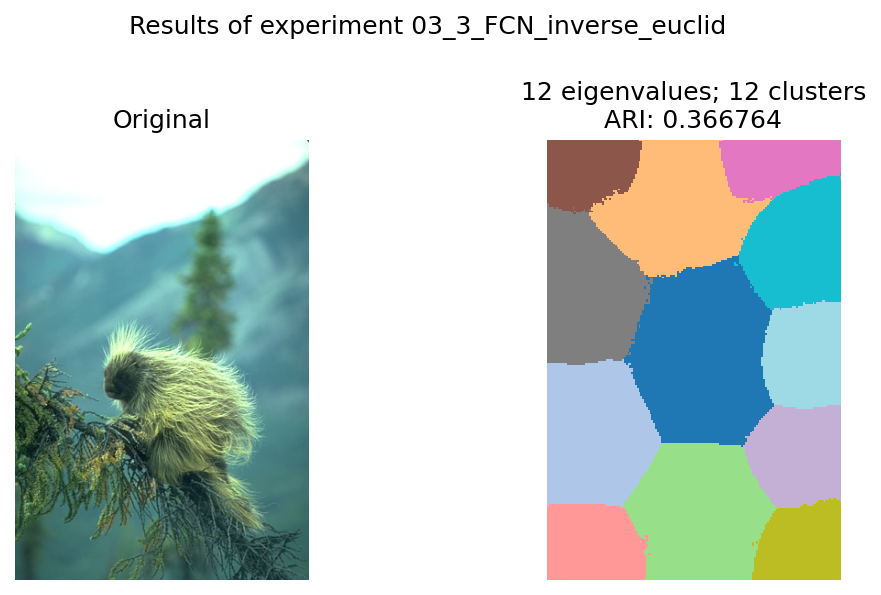 Results of experiment 03_3_FCN_inverse_euclid
Original
12 eigenvalues; 12 clusters
ARI: 0.366764